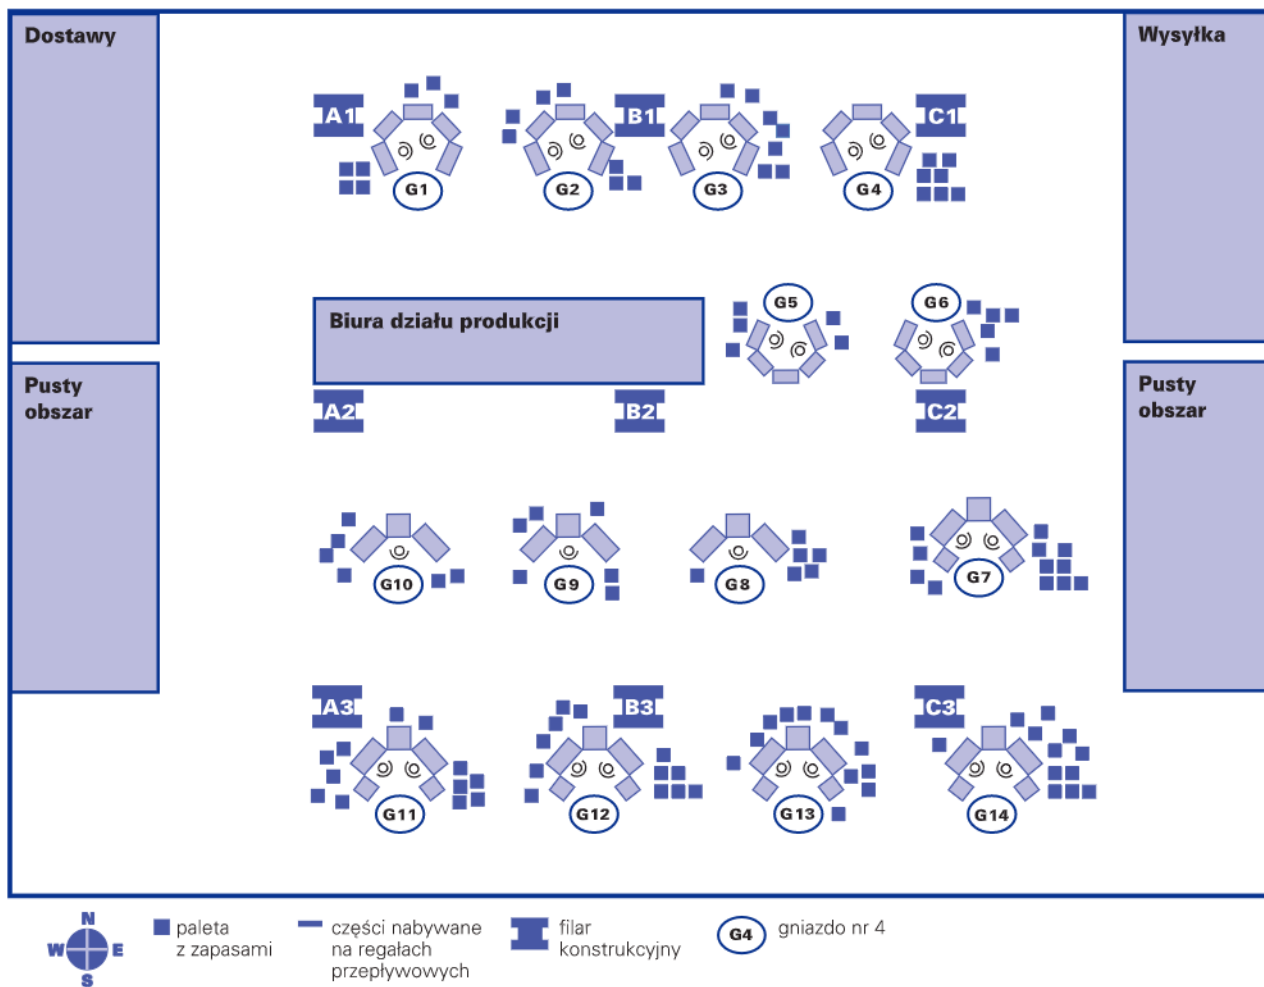 Dostawy
Wysyłka
A1
B1
C1
G1
G2
G3
G4
Biura działu produkcji
G5
G6
Pusty
obszar
Pusty
obszar
A2
B2
C2
G10
G9
G8
G7
A3
B3
C3
G11
G12
G13
G14
N
W
E
S
paleta
z zapasami
części nabywane
na regałach
przepływowych
filar
konstrukcyjny
G4
gniazdo nr 4